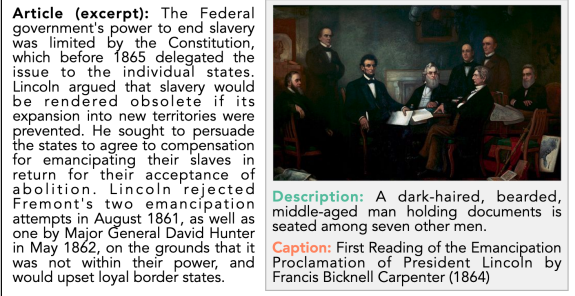 Article (excerpt): The Federal
government's power to end slavery
was limited by the Constitution,
which before 1865 delegated the
issue to the individual states.
Lincoln argued that slavery would
be rendered obsolete if its
expansion into new territories were
prevented. He sought to persuade
the states to agree to compensation
for emancipating their slaves in
return for their acceptance of
abolition. Lincoln rejected
Fremont's two emancipation
attempts in August 1861, as well as
one by Major General David Hunter
in May 1862, on the grounds that it
was not within their power, and
would upset loyal border states.
Description: A dark-haired, bearded,
middle-aged man holding documents is
seated among seven other men.
Caption: First Reading of the Emancipation
Proclamation of President Lincoln by
Francis Bicknell Carpenter (1864)